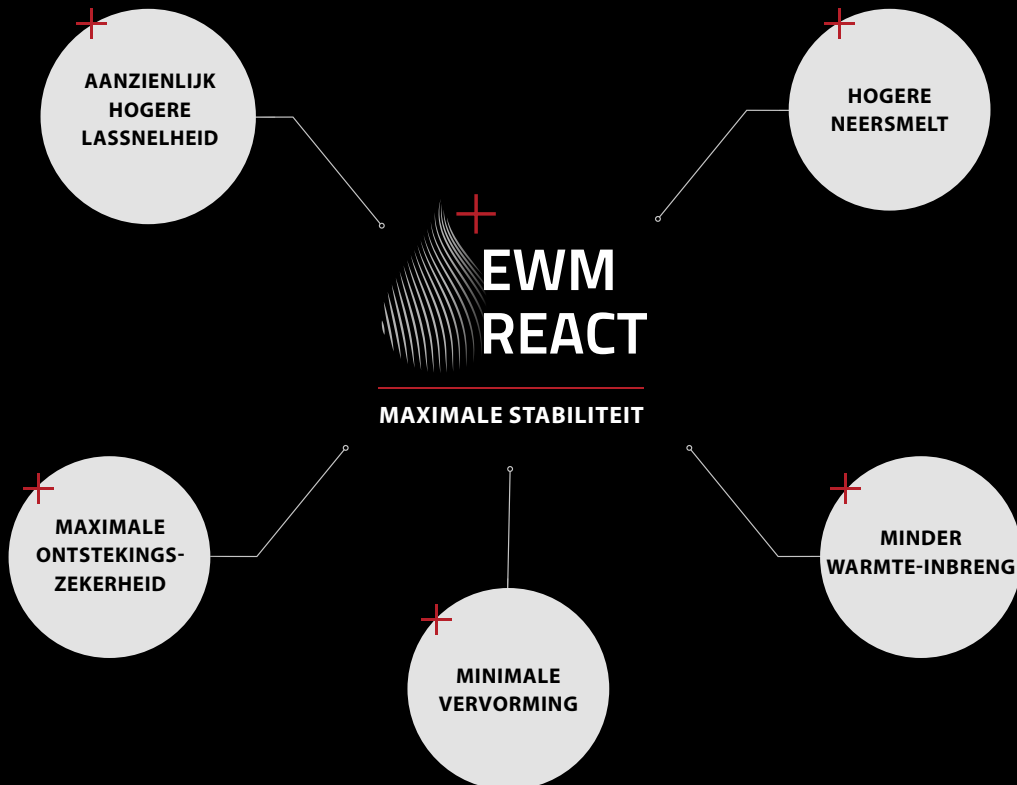 AANZIENLIJK
HOGERE
LASSNELHEID
HOGERE
NEERSMELT
EWM
REACT
MAXIMALE STABILITEIT
MAXIMALE
ONTSTEKINGS-
ZEKERHEID
MINIMALE
VERVORMING
MINDER
WARMTE-INBRENG